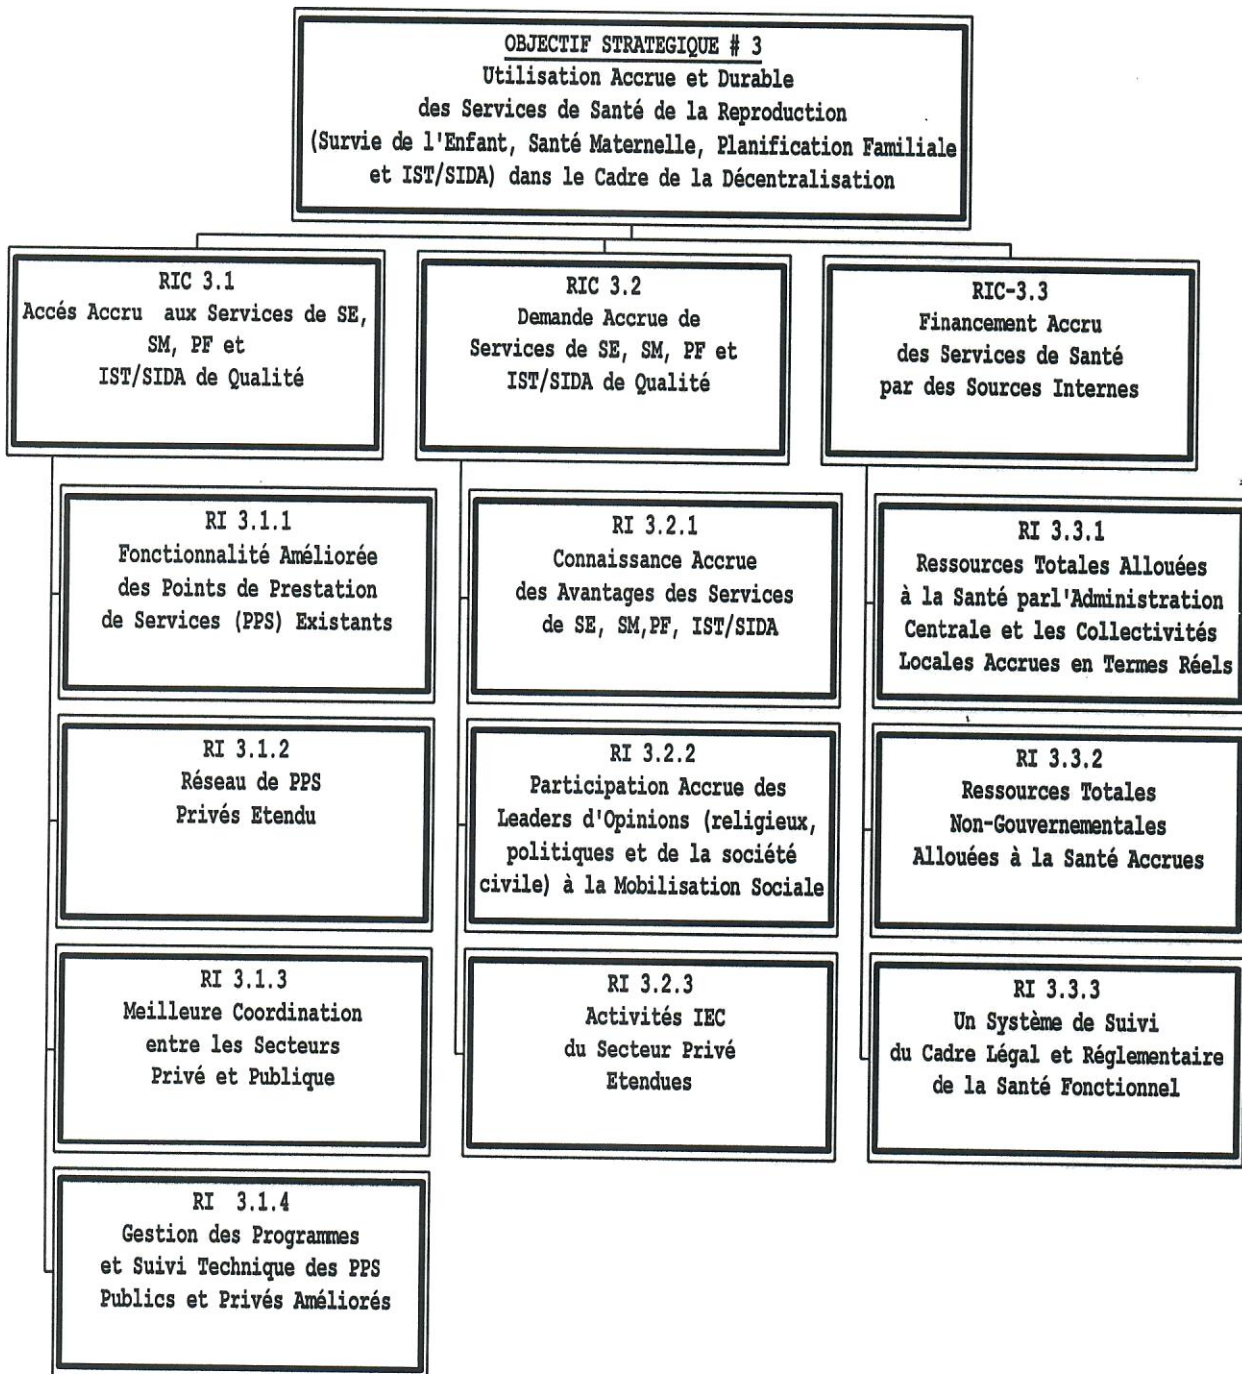 OBJECTIF STRATEGIQUE # 3
Utilisation Accrue et Durable
des Services de Santé de la Reproduction
(Survie de l'Enfant, Santé Maternelle, Planification Familiale
et IST/SIDA) dans le Cadre de la Décentralisation
RIC 3.1
Accés Accru aux Services de SE,
SM, PF et
IST/SIDA de Qualité
RIC 3.2
Demande Accrue de
Services de SE, SM, PF et
IST/SIDA de Qualité
RIC-3.3
Financement Accru
des Services de Santé
par des Sources Internes
RI 3.1.1
Fonctionnalité Améliorée
des Points de Prestation
de Services (PPS) Existants
RI 3.1.2
Réseau de PPS
Privés Etendu
RI 3.1.3
Meilleure Coordination
entre les Secteurs
Privé et Publique
RI 3.1.4
Gestion des Programmes
et Suivi Technique des PPS
Publics et Privés Améliorés
RI 3.2.1
Connaissance Accrue
des Avantages des Services
de SE, SM,PF, IST/SIDA
RI 3.2.2
Participation Accrue des
Leaders d'Opinions (religieux,
politiques et de la société
civile) à la Mobilisation Sociale
RI 3.2.3
Activités IEC
du Secteur Privé
Etendues
RI 3.3.1
Ressources Totales Allouées
à la Santé parl'Administration
Centrale et les Collectivités
Locales Accrues en Termes Réels
RI 3.3.2
Ressources Totales
Non-Gouvernementales
Allouées à la Santé Accrues
RI 3.3.3
Un Système de Suivi
du Cadre Légal et Réglementaire
de la Santé Fonctionnel